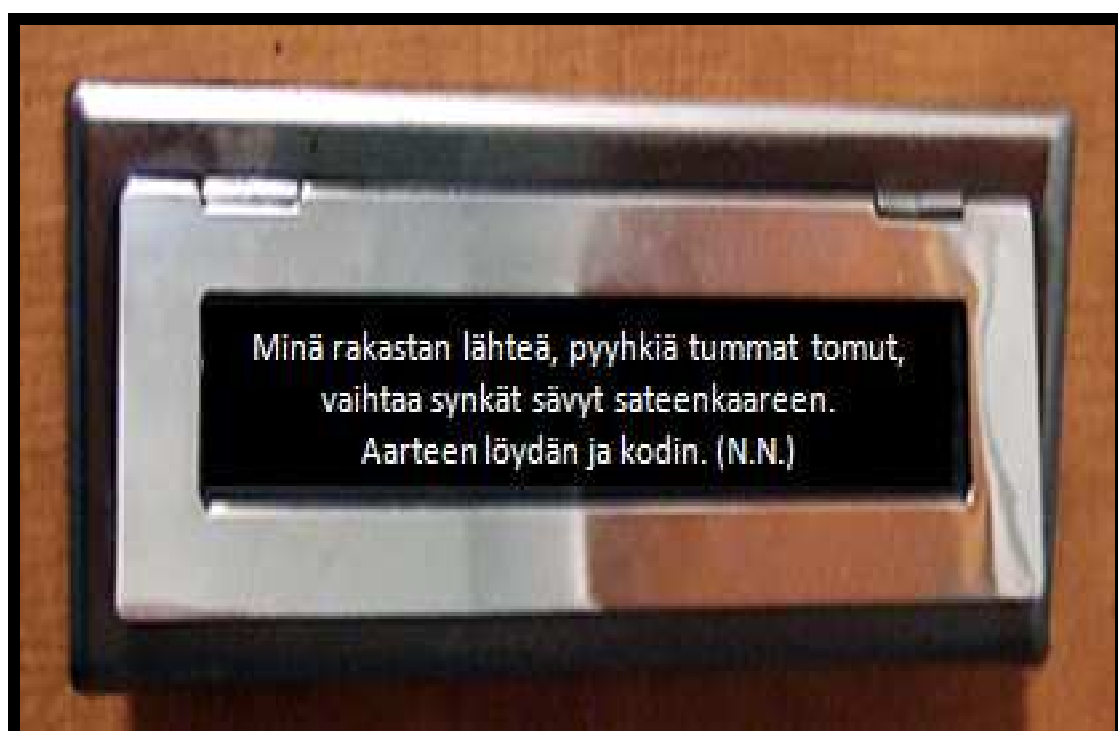 Minä rakastan lähteä, pyyhkiä tummat tomut,
vaihtaa synkät sävyt sateenkaareen.
Aarteen löydän ja kodin. (N.N.)